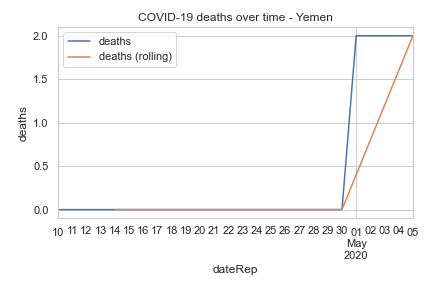 COVID-19 deaths over time - Yemen
deaths
deaths (rolling)
2.0
1.5
1.0
0.5
0.0
deaths
10 11 12 13 14 15 16 17 18 19 20 21 22 23 24 25 26 27 28 29 30 01 02 03 04 05
May
2020
dateRep